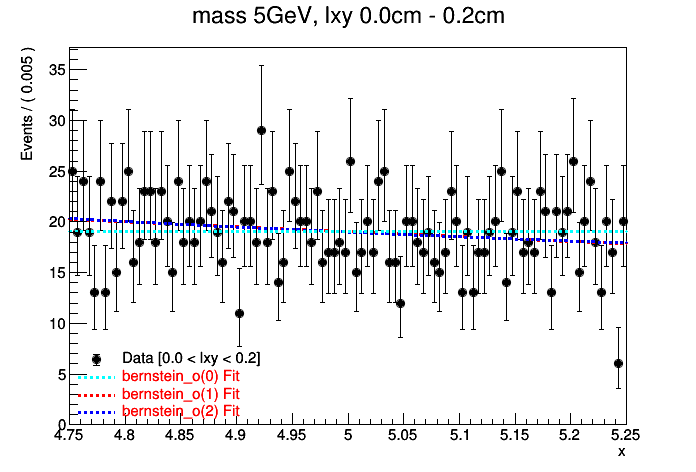 mass 5GeV, lxy 0.0cm - 0.2cm
Events / ( 0.005 )
35
30
25
20
15
10
5
0
Data [0.0 < lxy < 0.2]
bernstein_o(0) Fit
bernstein_o(1) Fit
bernstein_o(2) Fit
4.75 4.8 4.85 4.9 4.95 5 5.05 5.1 5.15 5.2 5.25
x